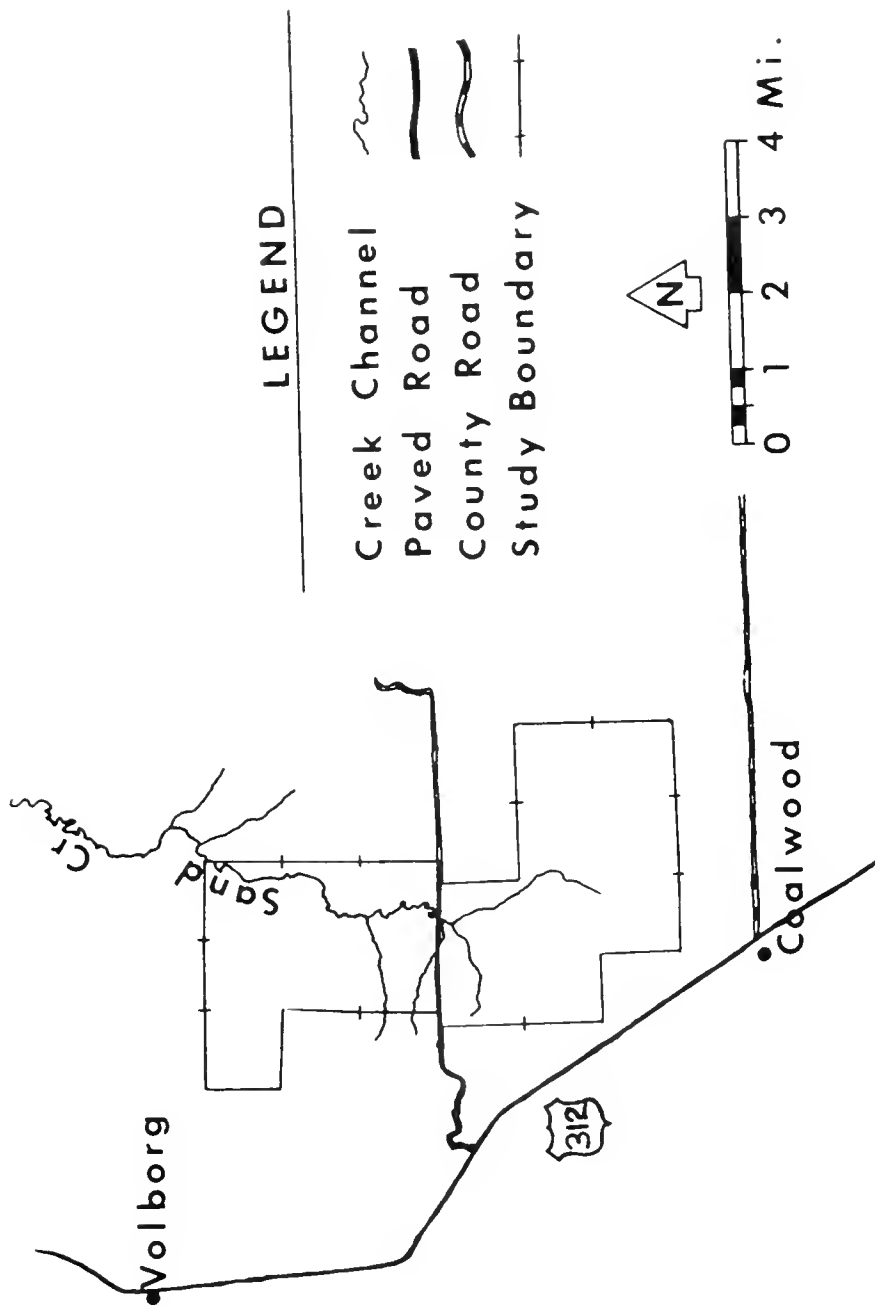 Volborg
Sand Cr
312
Coalwood
LEGEND
Creek Channel
Paved Road
County Road
Study Boundary
N
0 1 2 3 4 Mi.